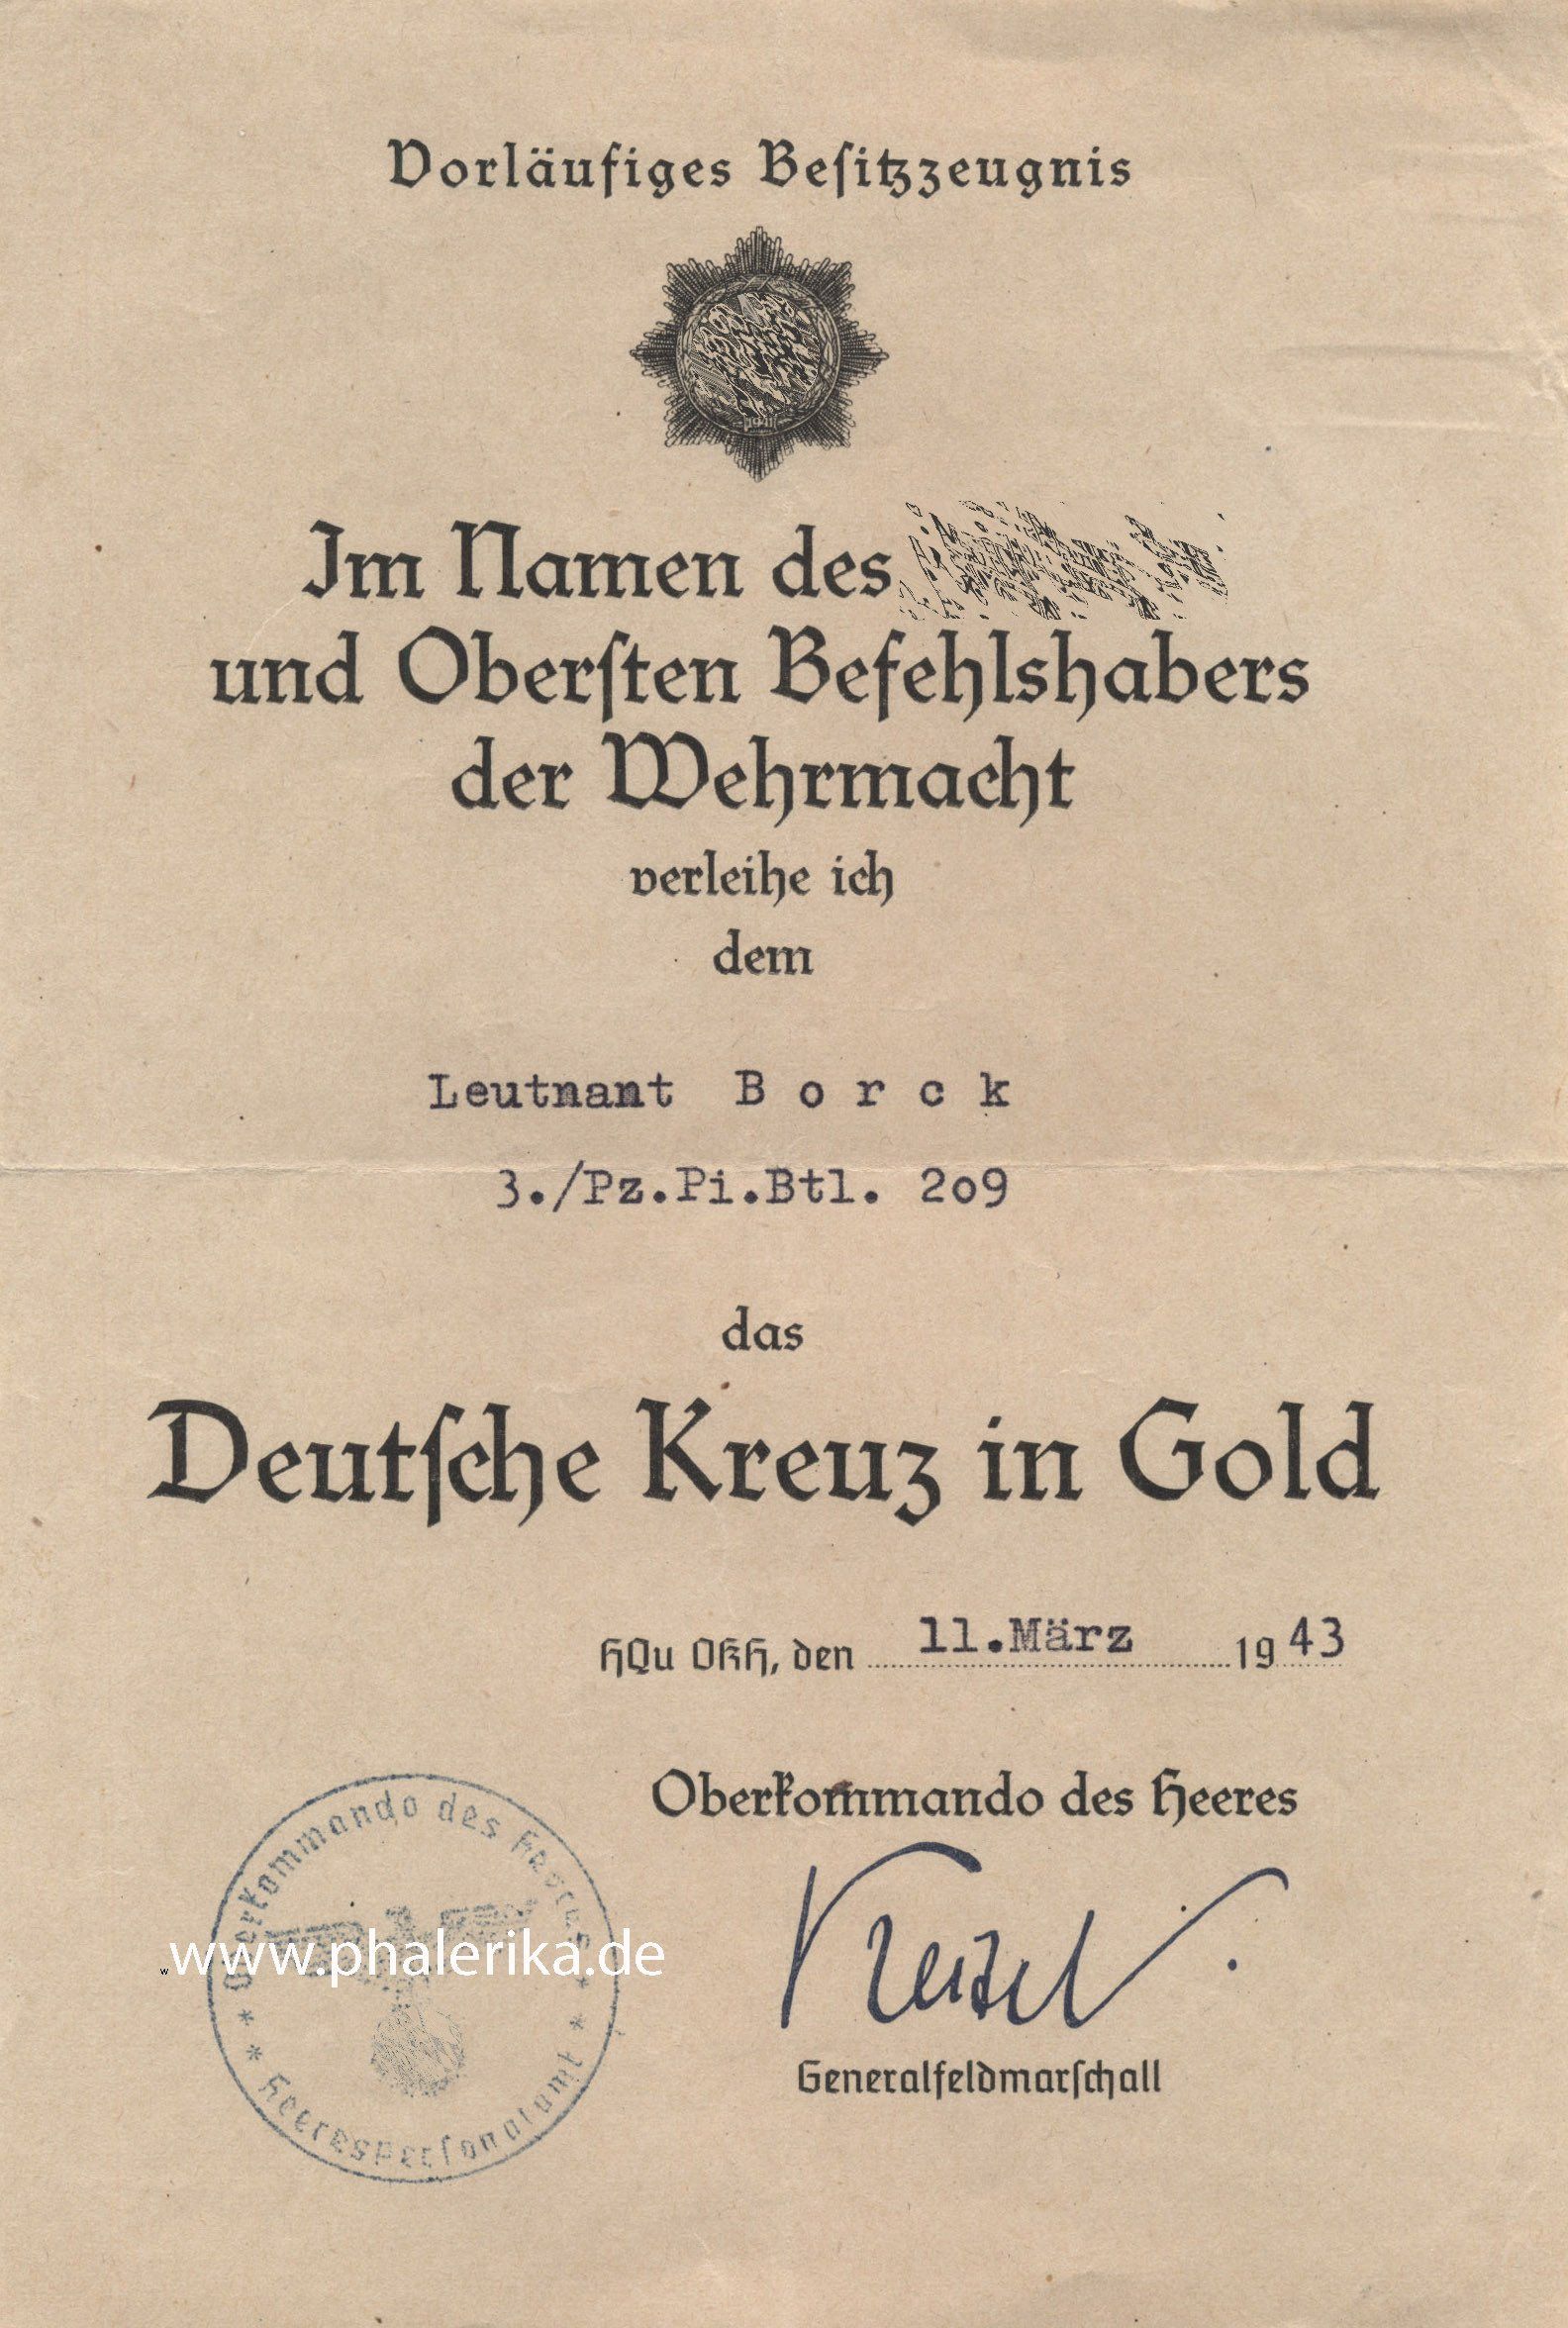 Vorläufiges Besitzzeugnis
Im Namen des
und Obersten Befehlshabers
der Wehrmacht
verleihe ich
dem
Leutnant B o r c k
3./Pz.Pi.Btl. 2o9
das
Deutsche Kreuz in Gold
HQu OKH, den 11.März 1943
Oberkommando des Heeres
Oberkommando des Heeres
www.phalerika.de
Heerespersonalamt
Keitel
Generalfeldmarschall